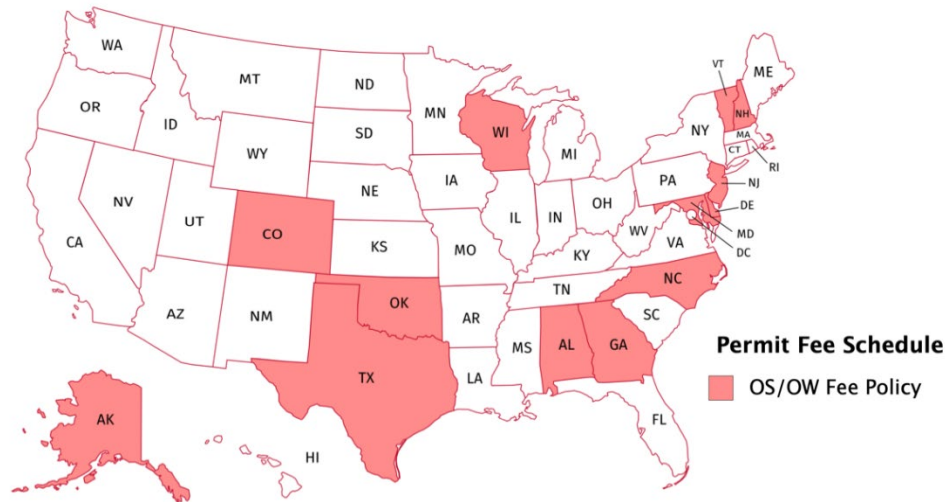 WA
MT
ND
MN
VT
ME
OR
ID
SD
WI
NH
NY
MA
WY
MI
CT
RI
IA
PA
NJ
NE
NV
OH
DE
UT
IL
IN
MD
CA
CO
WV
DC
KS
MO
VA
KY
NC
TN
OK
AZ
NM
AR
SC
MS
AL
GA
Permit Fee Schedule
TX
LA
OS/OW Fee Policy
AK
FL
HI